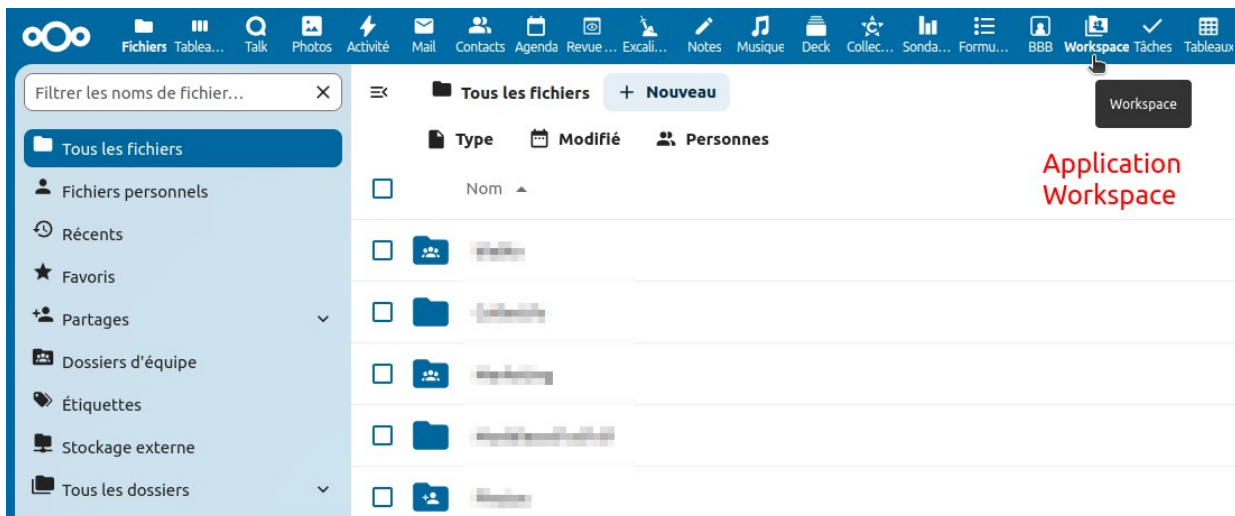 Fichiers Tablea... Talk Photos Activité Mail Contacts Agenda Revue ... Excali... Notes Musique Deck Collec... Sonda... Formu... BBB Workspace Tâches Tableaux
Filtrer les noms de fichier...
Tous les fichiers + Nouveau
Workspace
Type Modifié Personnes
Application
Workspace
Nom
Tous les fichiers
Fichiers personnels
Récents
Favoris
Partages
Dossiers d'équipe
Étiquettes
Stockage externe
Tous les dossiers